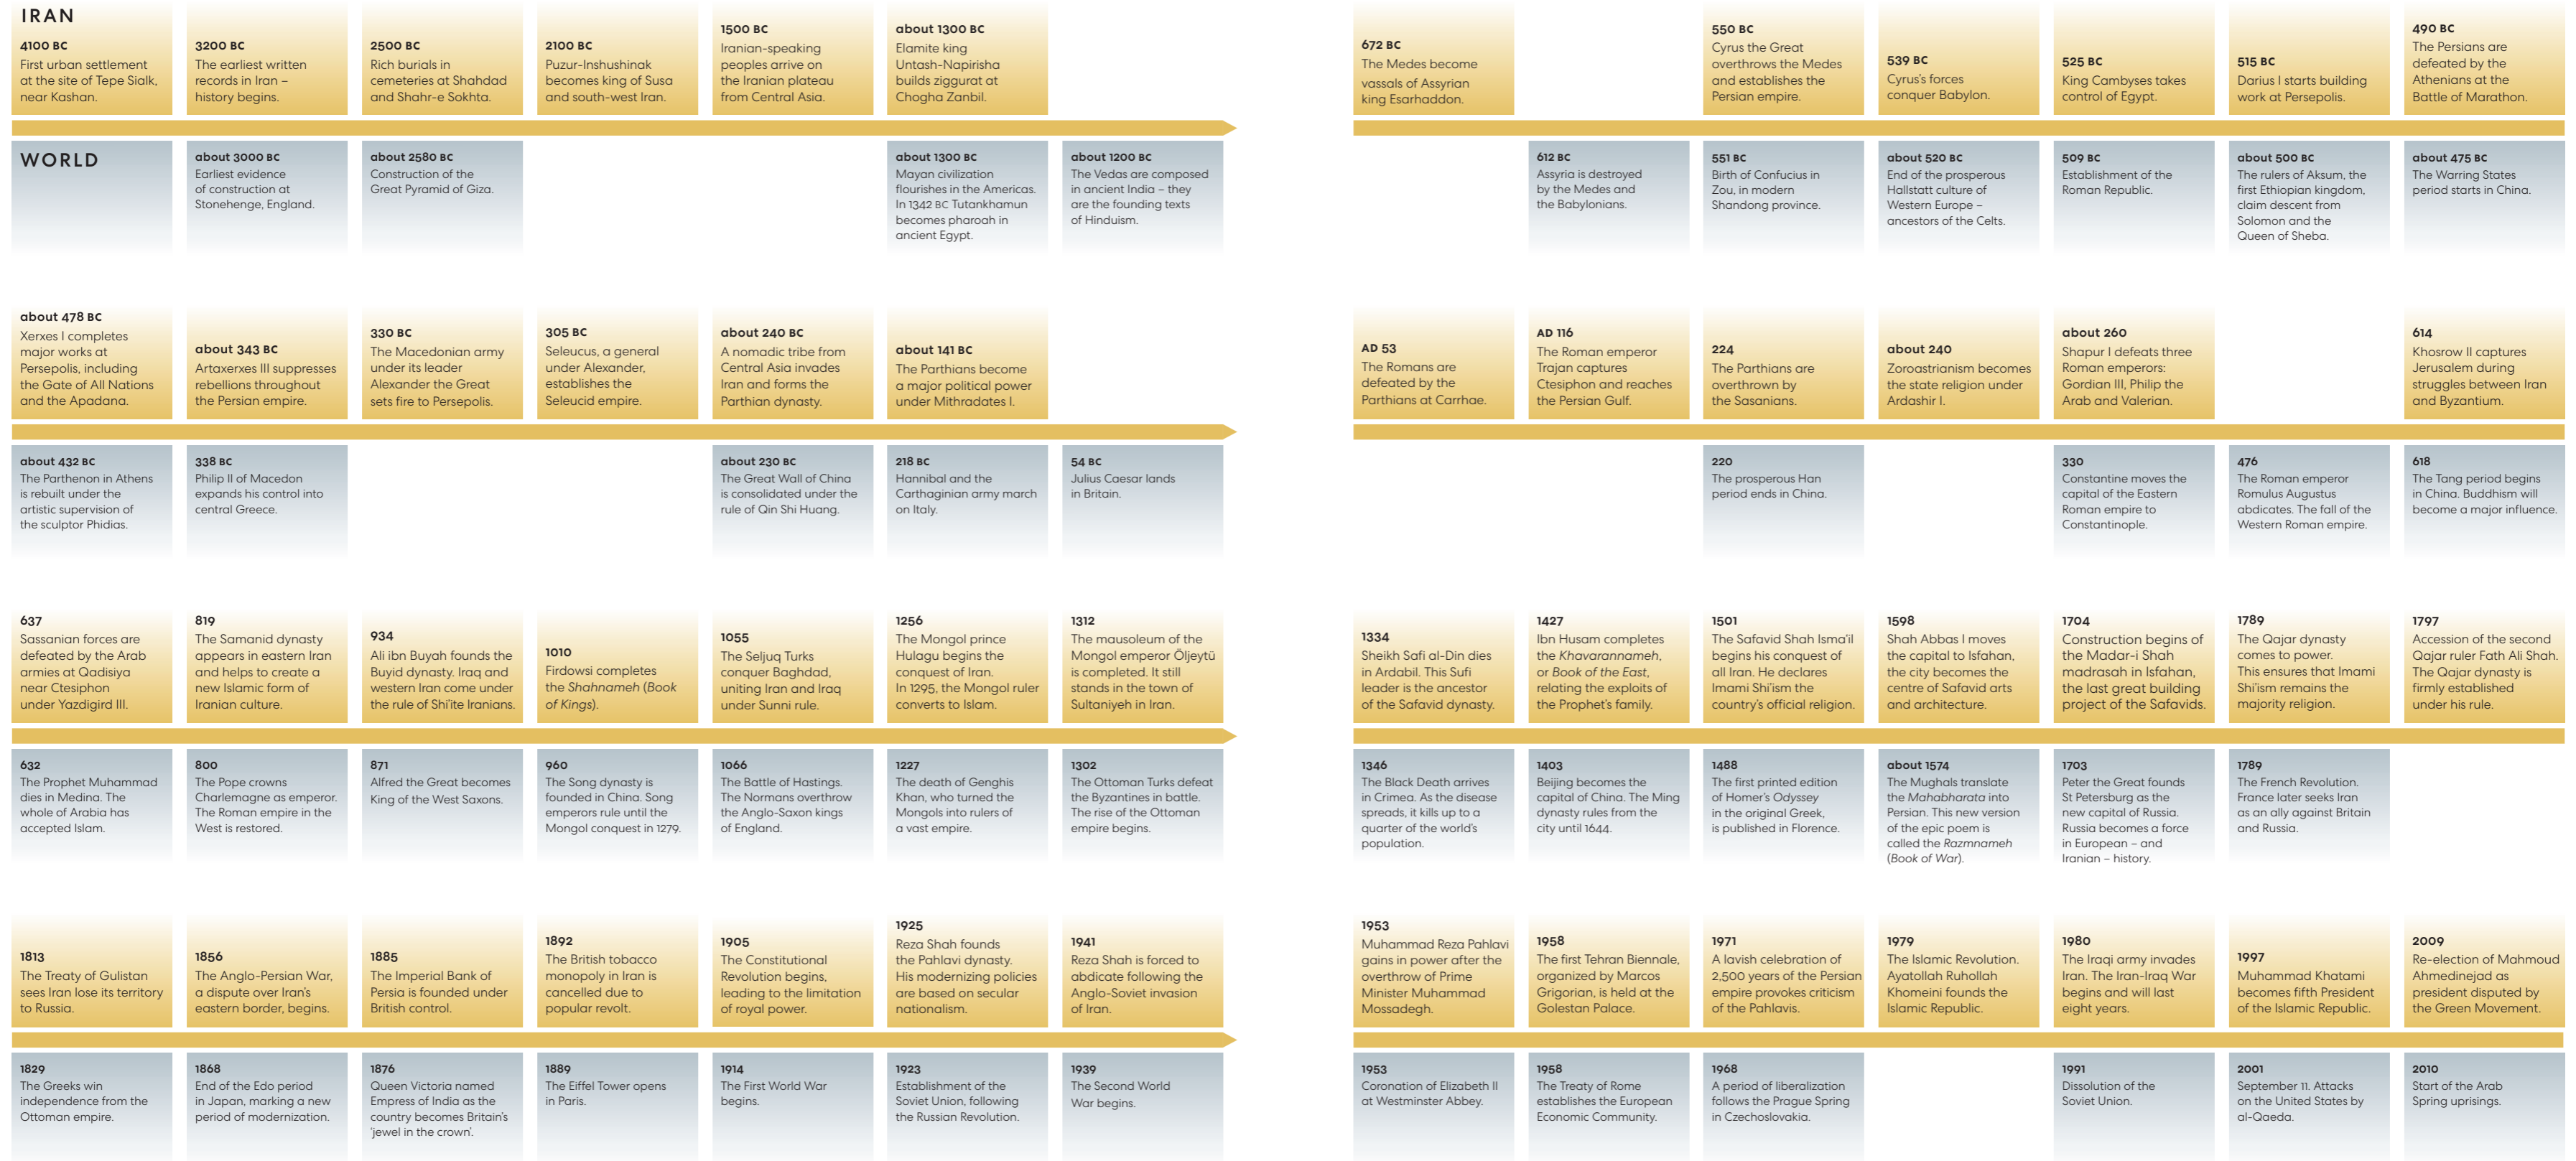 IRAN
4100 BC
First urban settlement
at the site of Tepe Sialk,
near Kashan.
3200 BC
The earliest written
records in Iran –
history begins.
2500 BC
Rich burials in
cemeteries at Shahdad
and Shahr-e Sokhta.
2100 BC
Puzur-Inshushinak
becomes king of Susa
and south-west Iran.
1500 BC
Iranian-speaking
peoples arrive on
the Iranian plateau
from Central Asia.
about 1300 BC
Elamite king
Untash-Napirisha
builds ziggurat at
Chogha Zanbil.
672 BC
The Medes become
vassals of Assyrian
king Esarhaddon.
550 BC
Cyrus the Great
overthrows the Medes
and establishes the
Persian empire.
539 BC
Cyrus's forces
conquer Babylon.
525 BC
King Cambyses takes
control of Egypt.
515 BC
Darius I starts building
work at Persepolis.
490 BC
The Persians are
defeated by the
Athenians at the
Battle of Marathon.
WORLD
about 3000 BC
Earliest evidence
of construction at
Stonehenge, England.
about 2580 BC
Construction of the
Great Pyramid of Giza.
about 1300 BC
Mayan civilization
flourishes in the Americas.
In 1342 BC Tutankhamun
becomes pharoah in
ancient Egypt.
about 1200 BC
The Vedas are composed
in ancient India – they
are the founding texts
of Hinduism.
612 BC
Assyria is destroyed
by the Medes and
the Babylonians.
551 BC
Birth of Confucius in
Zou, in modern
Shandong province.
about 520 BC
End of the prosperous
Hallstatt culture of
Western Europe –
ancestors of the Celts.
509 BC
Establishment of the
Roman Republic.
about 500 BC
The rulers of Aksum, the
first Ethiopian kingdom,
claim descent from
Solomon and the
Queen of Sheba.
about 475 BC
The Warring States
period starts in China.
about 478 BC
Xerxes I completes
major works at
Persepolis, including
the Gate of All Nations
and the Apadana.
about 343 BC
Artaxerxes III suppresses
rebellions throughout
the Persian empire.
330 BC
The Macedonian army
under its leader
Alexander the Great
sets fire to Persepolis.
305 BC
Seleucus, a general
under Alexander,
establishes the
Seleucid empire.
about 240 BC
A nomadic tribe from
Central Asia invades
Iran and forms the
Parthian dynasty.
about 141 BC
The Parthians become
a major political power
under Mithradates I.
AD 53
The Romans are
defeated by the
Parthians at Carrhae.
AD 116
The Roman emperor
Trajan captures
Ctesiphon and reaches
the Persian Gulf.
224
The Parthians are
overthrown by
the Sasanians.
about 240
Zoroastrianism becomes
the state religion under
Ardashir I.
about 260
Shapur I defeats three
Roman emperors:
Gordian III, Philip the
Arab and Valerian.
614
Khosrow II captures
Jerusalem during
struggles between Iran
and Byzantium.
about 432 BC
The Parthenon in Athens
is rebuilt under the
artistic supervision of
the sculptor Phidias.
338 BC
Philip II of Macedon
expands his control into
central Greece.
about 230 BC
The Great Wall of China
is consolidated under the
rule of Qin Shi Huang.
218 BC
Hannibal and the
Carthaginian army march
on Italy.
54 BC
Julius Caesar lands
in Britain.
220
The prosperous Han
period ends in China.
330
Constantine moves the
capital of the Eastern
Roman empire to
Constantinople.
476
The Roman emperor
Romulus Augustus
abdicates. The fall of the
Western Roman empire.
618
The Tang period begins
in China. Buddhism will
become a major influence.
637
Sassanian forces are
defeated by the Arab
armies at Qadisiya
near Ctesiphon
under Yazdigird III.
819
The Samanid dynasty
appears in eastern Iran
and helps to create a
new Islamic form of
Iranian culture.
934
Ali ibn Buyah founds the
Buyid dynasty. Iraq and
western Iran come under
the rule of Shi'ite Iranians.
1010
Firdowsi completes
the Shahnameh (Book
of Kings).
1055
The Seljuq Turks
conquer Baghdad,
uniting Iran and Iraq
under Sunni rule.
1256
The Mongol prince
Hulagu begins the
conquest of Iran.
In 1295, the Mongol ruler
converts to Islam.
1312
The mausoleum of the
Mongol emperor Öljeytü
is completed. It still
stands in the town of
Sultaniyeh in Iran.
1334
Sheikh Safi al-Din dies
in Ardabil. This Sufi
leader is the ancestor
of the Safavid dynasty.
1427
Ibn Husam completes
the Khavarannameh,
or Book of the East,
relating the exploits of
the Prophet's family.
1501
The Safavid Shah Isma'il
begins his conquest of
all Iran. He declares
Imami Shi'ism the
country's official religion.
1598
Shah Abbas I moves
the capital to Isfahan,
the city becomes the
centre of Safavid arts
and architecture.
1704
Construction begins of
the Madar-i Shah
madrasah in Isfahan,
the last great building
project of the Safavids.
1789
The Qajar dynasty
comes to power.
This ensures that Imami
Shi'ism remains the
majority religion.
1797
Accession of the second
Qajar ruler Fath Ali Shah.
The Qajar dynasty is
firmly established
under his rule.
632
The Prophet Muhammad
dies in Medina. The
whole of Arabia has
accepted Islam.
800
The Pope crowns
Charlemagne as emperor.
The Roman empire in the
West is restored.
871
Alfred the Great becomes
King of the West Saxons.
960
The Song dynasty is
founded in China. Song
emperors rule until the
Mongol conquest in 1279.
1066
The Battle of Hastings.
The Normans overthrow
the Anglo-Saxon kings
of England.
1227
The death of Genghis
Khan, who turned the
Mongols into rulers of
a vast empire.
1302
The Ottoman Turks defeat
the Byzantines in battle.
The rise of the Ottoman
empire begins.
1346
The Black Death arrives
in Crimea. As the disease
spreads, it kills up to a
quarter of the world's
population.
1403
Beijing becomes the
capital of China. The Ming
dynasty rules from the
city until 1644.
1488
The first printed edition
of Homer's Odyssey
in the original Greek,
is published in Florence.
about 1574
The Mughals translate
the Mahabharata into
Persian. This new version
of the epic poem is
called the Razmnameh
(Book of War).
1703
Peter the Great founds
St Petersburg as the
new capital of Russia.
Russia becomes a force
in European – and
Iranian – history.
1789
The French Revolution.
France later seeks Iran
as an ally against Britain
and Russia.
1813
The Treaty of Gulistan
sees Iran lose its territory
to Russia.
1856
The Anglo-Persian War,
a dispute over Iran's
eastern border, begins.
1885
The Imperial Bank of
Persia is founded under
British control.
1892
The British tobacco
monopoly in Iran is
cancelled due to
popular revolt.
1905
The Constitutional
Revolution begins,
leading to the limitation
of royal power.
1925
Reza Shah founds
the Pahlavi dynasty.
His modernizing policies
are based on secular
nationalism.
1941
Reza Shah is forced to
abdicate following the
Anglo-Soviet invasion
of Iran.
1953
Muhammad Reza Pahlavi
gains in power after the
overthrow of Prime
Minister Muhammad
Mossadegh.
1958
The first Tehran Biennale,
organized by Marcos
Grigorian, is held at the
Golestan Palace.
1971
A lavish celebration of
2,500 years of the Persian
empire provokes criticism
of the Pahlavis.
1979
The Islamic Revolution.
Ayatollah Ruhollah
Khomeini founds the
Islamic Republic.
1980
The Iraqi army invades
Iran. The Iran-Iraq War
begins and will last
eight years.
1997
Muhammad Khatami
becomes fifth President
of the Islamic Republic.
2009
Re-election of Mahmoud
Ahmedinejad as
president disputed by
the Green Movement.
1829
The Greeks win
independence from the
Ottoman empire.
1868
End of the Edo period
in Japan, marking a new
period of modernization.
1876
Queen Victoria named
Empress of India as the
country becomes Britain's
'jewel in the crown'.
1889
The Eiffel Tower opens
in Paris.
1914
The First World War
begins.
1923
Establishment of the
Soviet Union, following
the Russian Revolution.
1939
The Second World
War begins.
1953
Coronation of Elizabeth II
at Westminster Abbey.
1958
The Treaty of Rome
establishes the European
Economic Community.
1968
A period of liberalization
follows the Prague Spring
in Czechoslovakia.
1991
Dissolution of the
Soviet Union.
2001
September 11. Attacks
on the United States by
al-Qaeda.
2010
Start of the Arab
Spring uprisings.